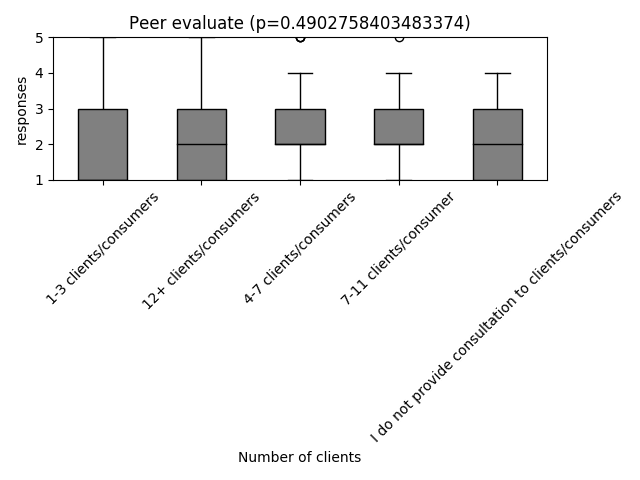 Peer evaluate (p=0.4902758403483374)
5
4
3
2
1
responses
1-3 clients/consumers
12+ clients/consumers
4-7 clients/consumers
7-11 clients/consumer
I do not provide consultation to clients/consumers
Number of clients